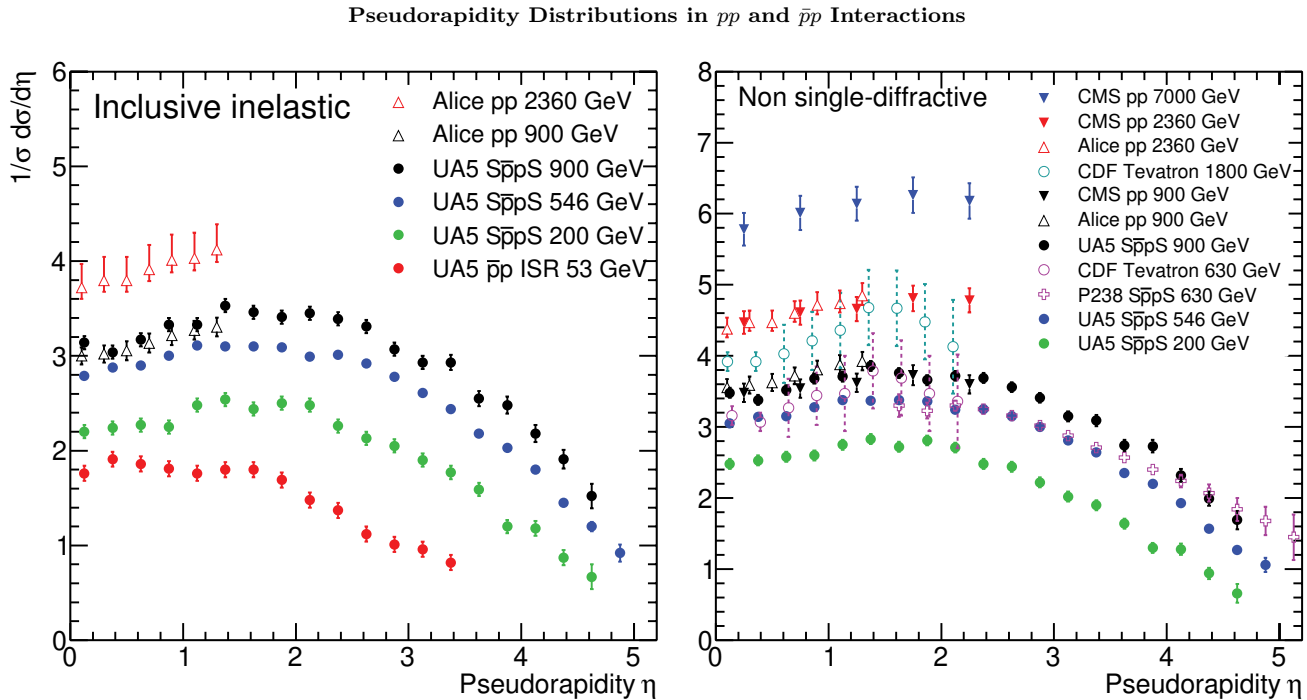 Pseudorapidity Distributions in pp and p̄p Interactions
1/σ dσ/dη
6
5
4
3
2
1
0
Inclusive inelastic
Alice pp 2360 GeV
Alice pp 900 GeV
UA5 Sp̄pS 900 GeV
UA5 Sp̄pS 546 GeV
UA5 Sp̄pS 200 GeV
UA5 p̄p ISR 53 GeV
0 1 2 3 4 5
Pseudorapidity η
8
7
6
5
4
3
2
1
0
Non single-diffractive
CMS pp 7000 GeV
CMS pp 2360 GeV
Alice pp 2360 GeV
CDF Tevatron 1800 GeV
CMS pp 900 GeV
Alice pp 900 GeV
UA5 Sp̄pS 900 GeV
CDF Tevatron 630 GeV
P238 Sp̄pS 630 GeV
UA5 Sp̄pS 546 GeV
UA5 Sp̄pS 200 GeV
0 1 2 3 4 5
Pseudorapidity η